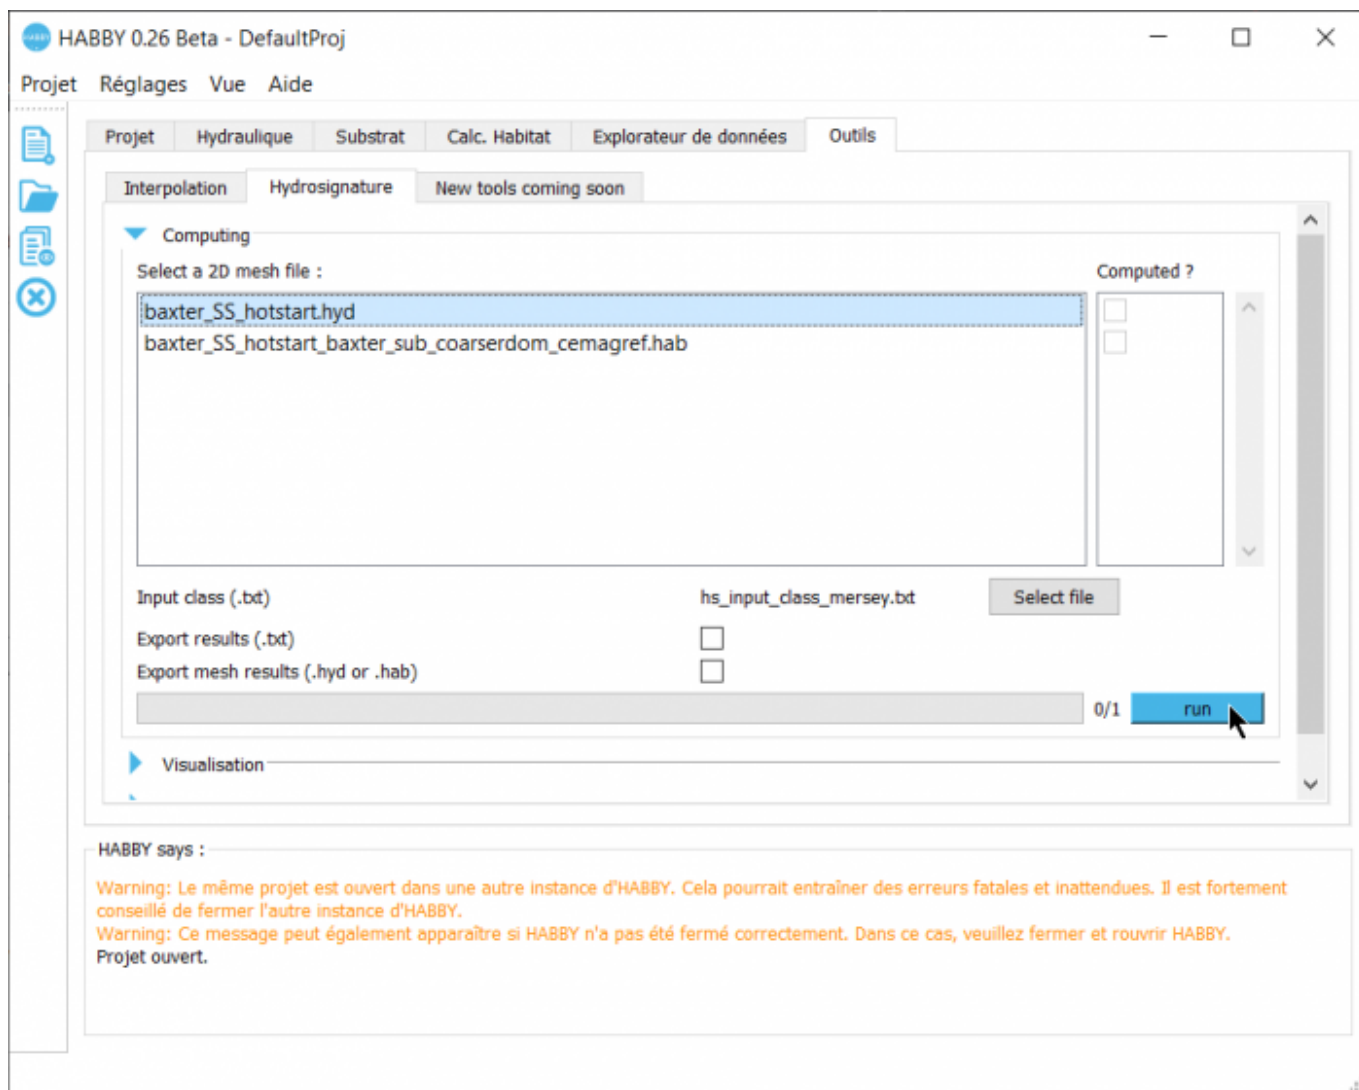 HABBY 0.26 Beta - DefaultProj
Projet Réglages Vue Aide
Projet Hydraulique Substrat Calc. Habitat Explorateur de données Outils
Interpolation Hydrosignature New tools coming soon
Computing
Select a 2D mesh file : Computed ?
baxter_SS_hotstart.hyd
baxter_SS_hotstart_baxter_sub_coarserdom_cemagref.hab
Input class (.txt) hs_input_class_mersey.txt Select file
Export results (.txt)
Export mesh results (.hyd or .hab)
0/1 run
Visualisation
HABBY says :
Warning: Le même projet est ouvert dans une autre instance d'HABBY. Cela pourrait entraîner des erreurs fatales et inattendues. Il est fortement
conseillé de fermer l'autre instance d'HABBY.
Warning: Ce message peut également apparaître si HABBY n'a pas été fermé correctement. Dans ce cas, veuillez fermer et rouvrir HABBY.
Projet ouvert.